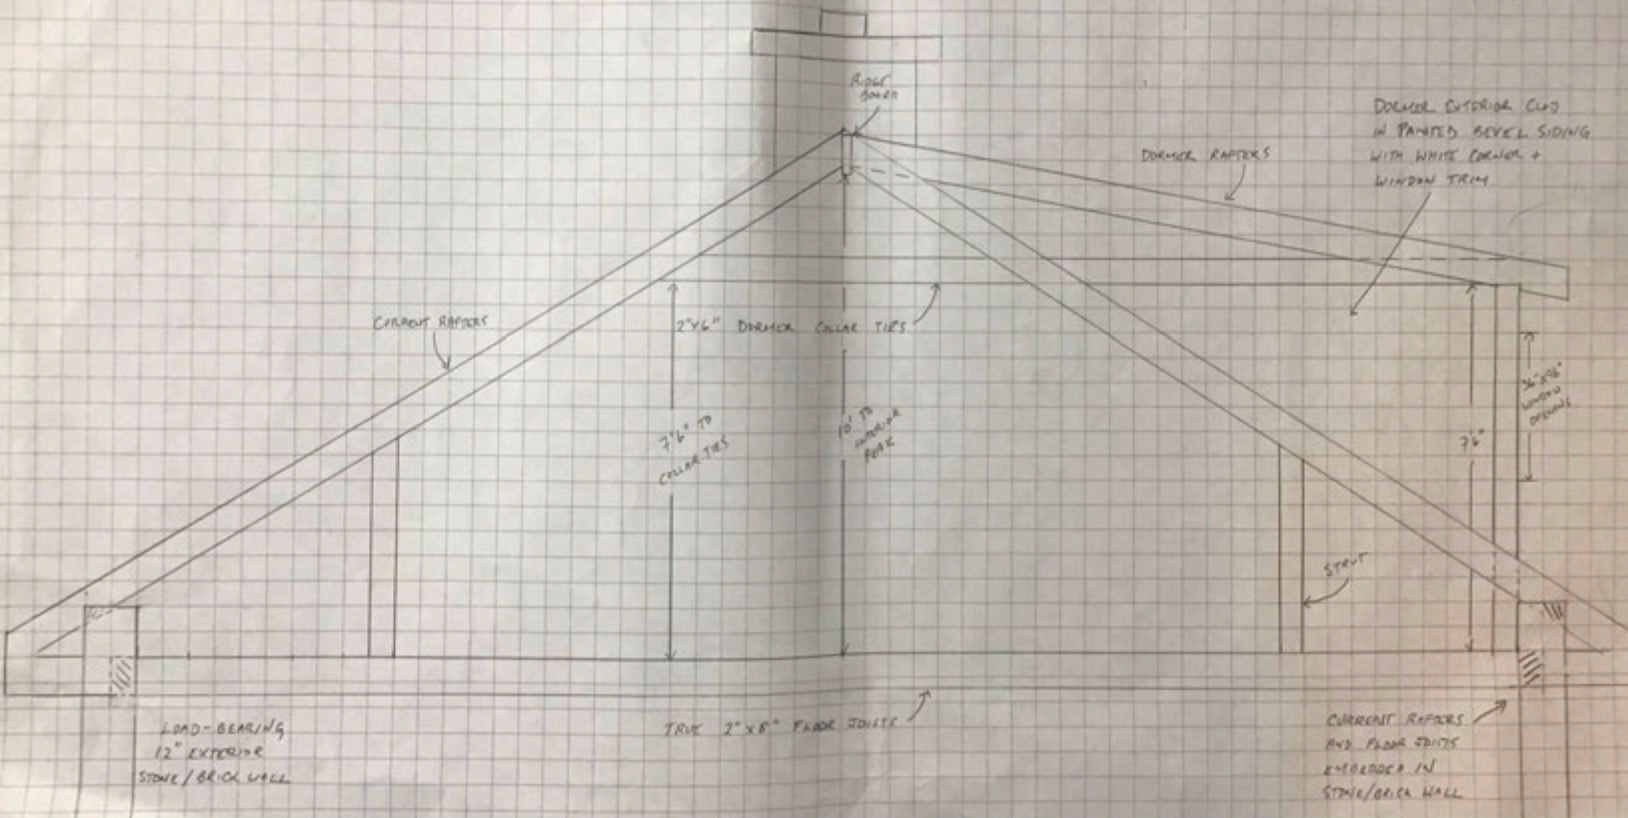 RIDGE
BOARD
DORMER EXTERIOR CLAD
IN PAINTED BEVEL SIDING
WITH WHITE CORNER +
WINDOW TRIM
DORMER RAFTERS
CURRENT RAFTERS
2"x6" DORMER COLLAR TIES
7'6" TO
COLLAR TIES
10' TO
INTERIOR
PEAK
7'6"
WINDOW
OPENING
STRUT
LOAD-BEARING
12" EXTERIOR
STONE/BRICK WALL
TRUE 2"x8" FLOOR JOISTS
CURRENT RAFTERS
AND FLOOR JOISTS
EMBEDDED IN
STONE/BRICK WALL